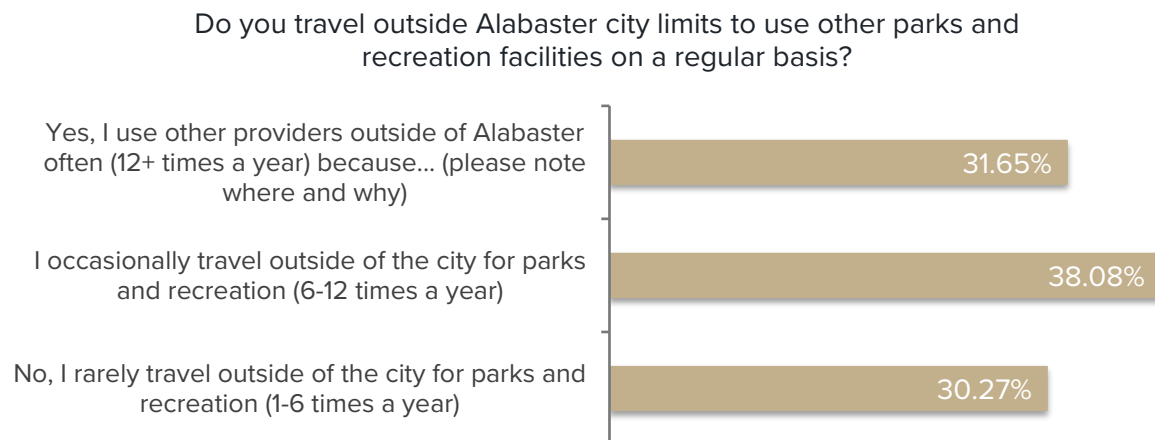 Do you travel outside Alabaster city limits to use other parks and
recreation facilities on a regular basis?
Yes, I use other providers outside of Alabaster
often (12+ times a year) because... (please note
where and why)
31.65%
I occasionally travel outside of the city for parks
and recreation (6-12 times a year)
38.08%
No, I rarely travel outside of the city for parks and
recreation (1-6 times a year)
30.27%